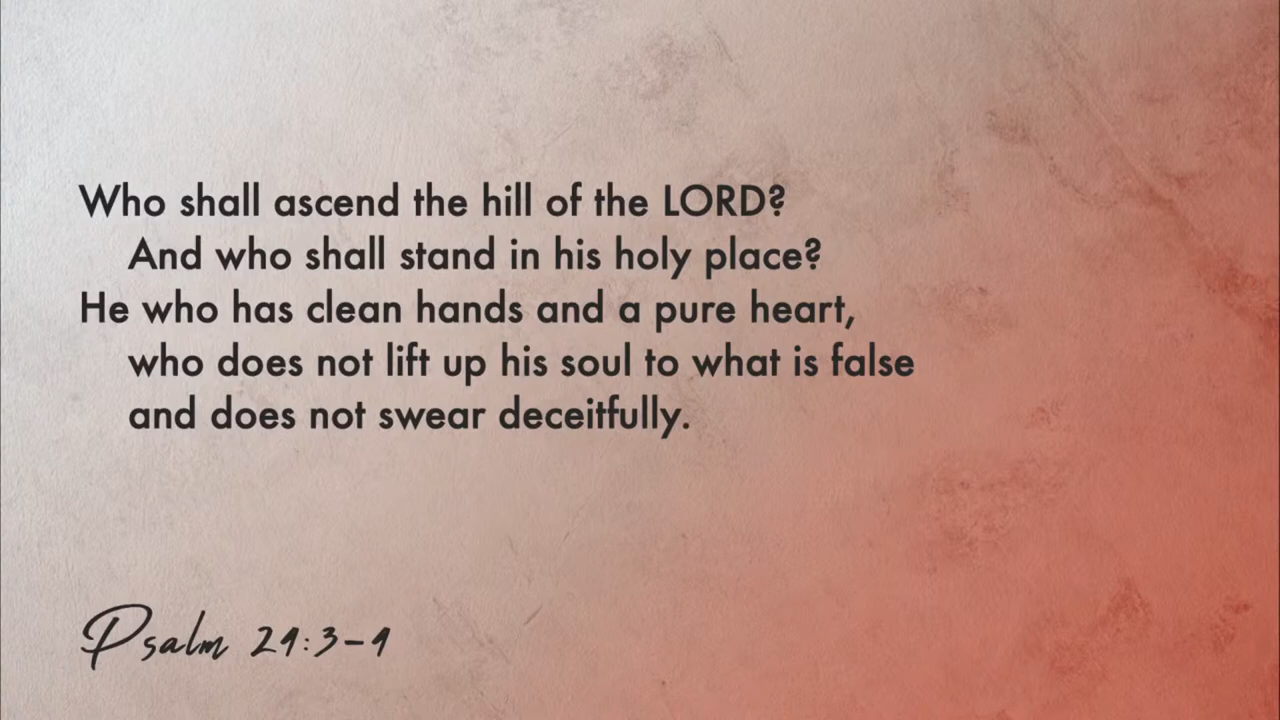 Who shall ascend the hill of the LORD?
And who shall stand in his holy place?
He who has clean hands and a pure heart,
who does not lift up his soul to what is false
and does not swear deceitfully.
Psalm 24:3-4